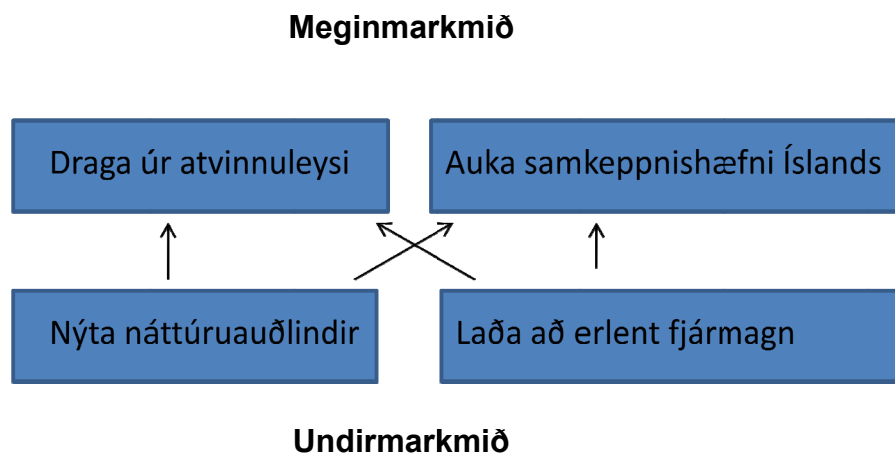 Meginmarkmið
Draga úr atvinnuleysi
Auka samkeppnishæfni Íslands
Nýta náttúruauðlindir
Laða að erlent fjármagn
Undirmarkmið